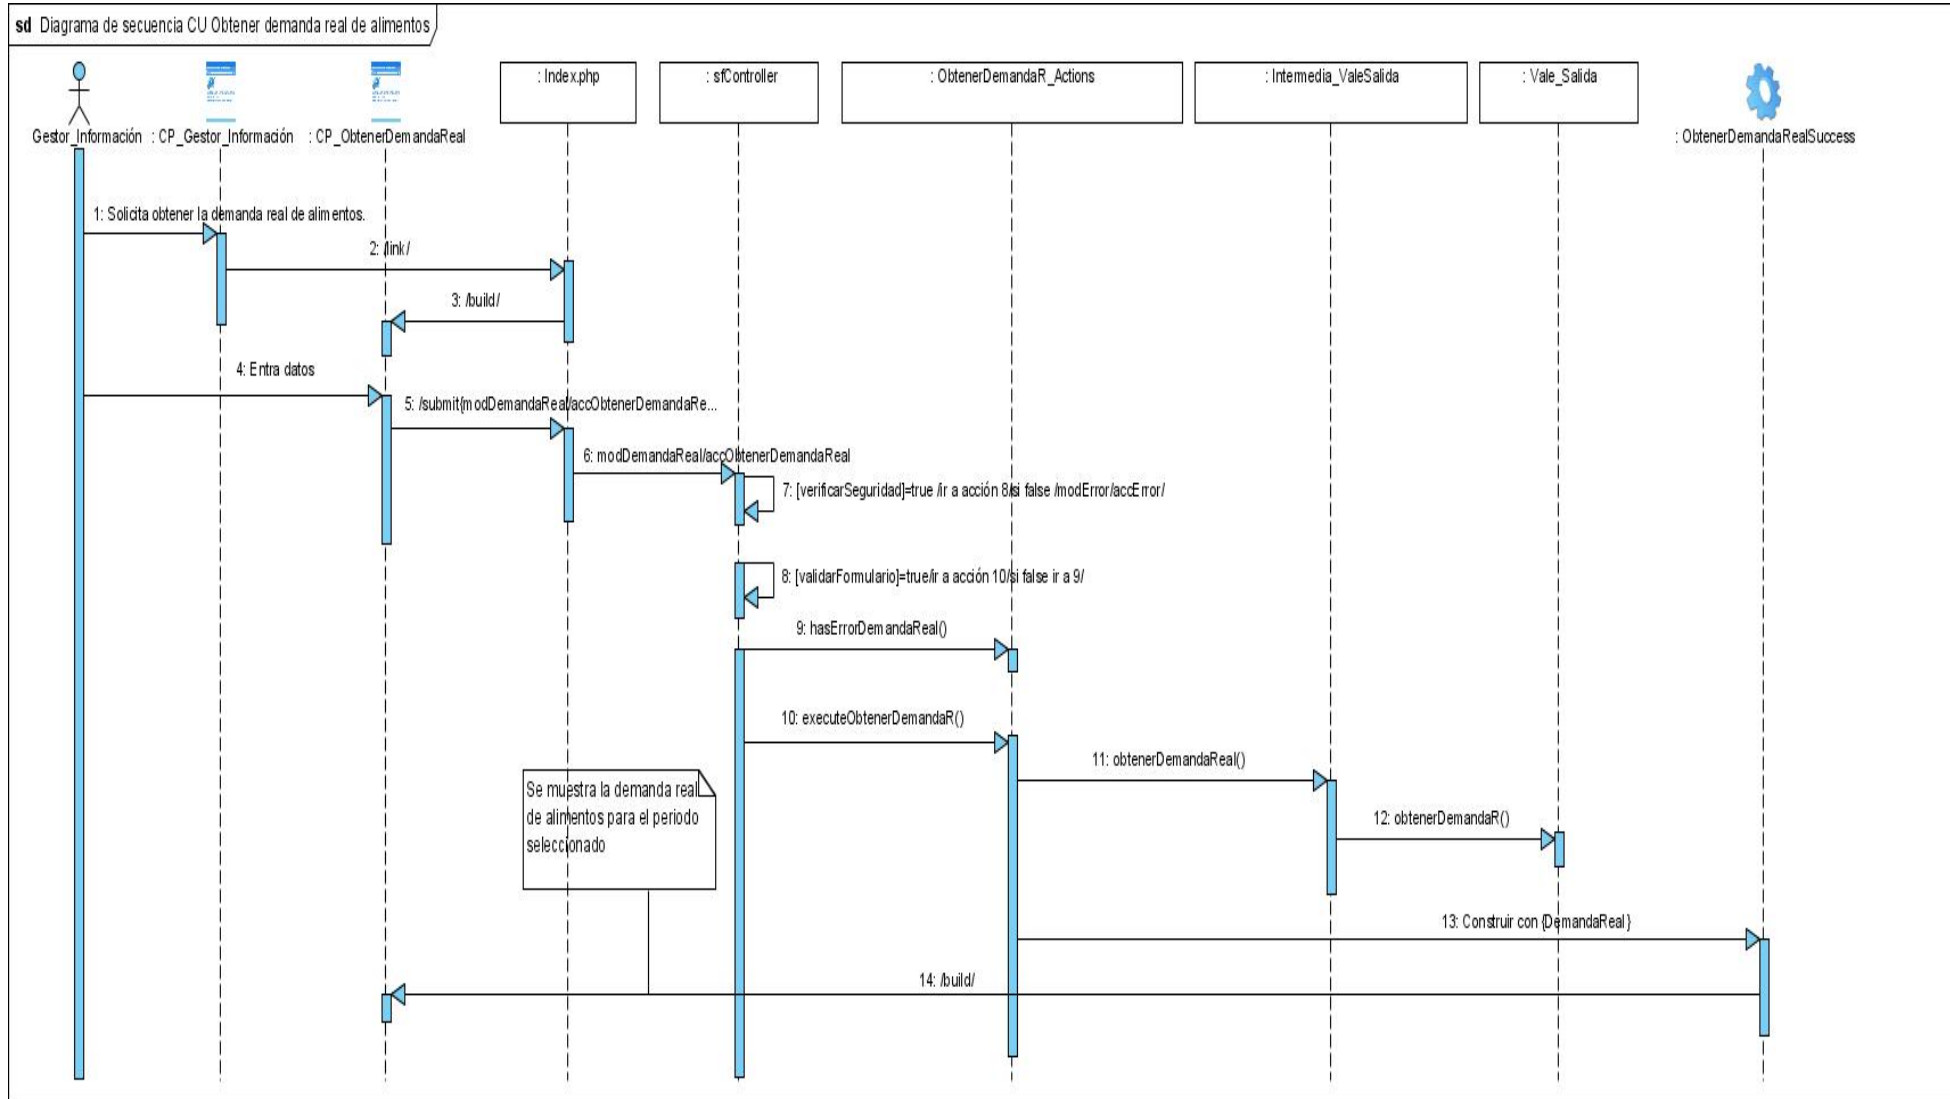 sd Diagrama de secuencia CU Obtener demanda real de alimentos
: Index.php
: sfController
: ObtenerDemandaR_Actions
: Intermedia_ValeSalida
: Vale_Salida
Gestor_Información
: CP_Gestor_Información
: CP_ObtenerDemandaReal
: ObtenerDemandaRealSuccess
1: Solicita obtener la demanda real de alimentos.
2: /link/
3: /build/
4: Entra datos
5: /submit{modDemandaReal/accObtenerDemandaRe...
6: modDemandaReal/accObtenerDemandaReal
7: [verificarSeguridad]=true /ir a acción 8/si false /modError/accError/
8: [validarFormulario]=true/ir a acción 10/si false ir a 9/
9: hasErrorDemandaReal()
10: executeObtenerDemandaR()
11: obtenerDemandaReal()
Se muestra la demanda real
de alimentos para el periodo
seleccionado
12: obtenerDemandaR()
13: Construir con {DemandaReal}
14: /build/